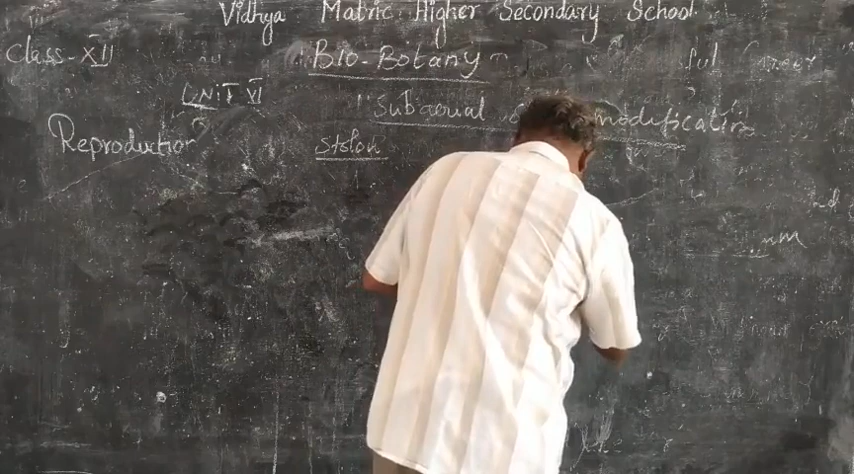 Vidhya Matric Higher Secondary School
Class - XII
Bio-Botany
UNiT VI
Subaerial modification
Reproduction
Stolon